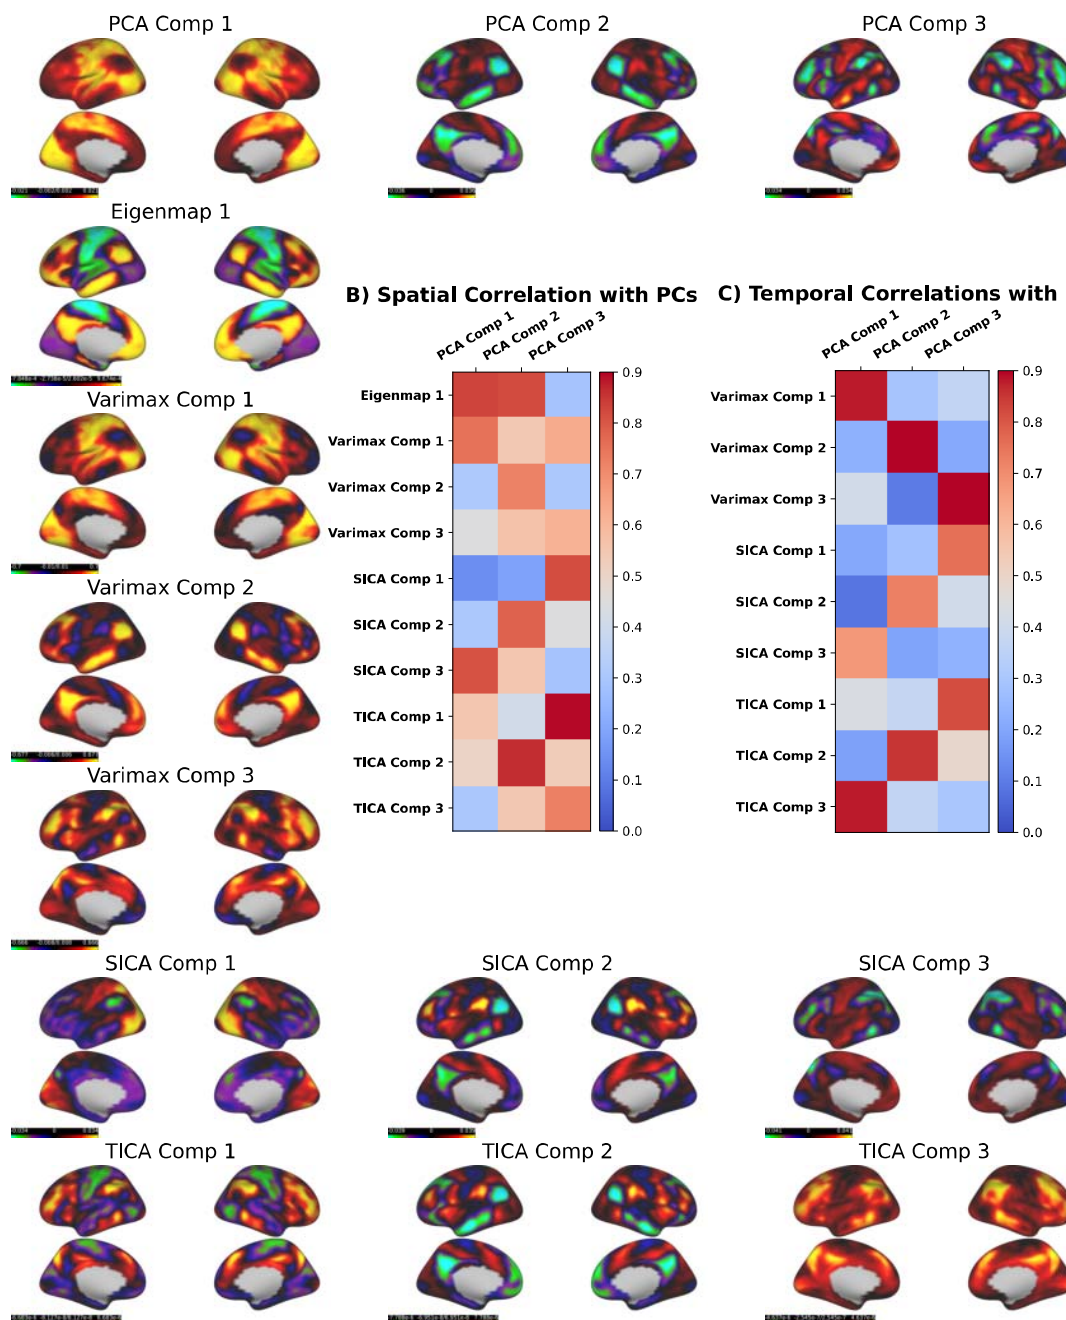 PCA Comp 1
PCA Comp 2
PCA Comp 3
Eigenmap 1
B) Spatial Correlation with PCs
C) Temporal Correlations with
PCA Comp 1
PCA Comp 2
PCA Comp 3
PCA Comp 1
PCA Comp 2
PCA Comp 3
Varimax Comp 1
Varimax Comp 2
Varimax Comp 3
Eigenmap 1
Varimax Comp 1
Varimax Comp 2
Varimax Comp 3
SICA Comp 1
SICA Comp 2
SICA Comp 3
TICA Comp 1
TICA Comp 2
TICA Comp 3
0.9
0.8
0.7
0.6
0.5
0.4
0.3
0.2
0.1
0.0
Varimax Comp 1
Varimax Comp 2
Varimax Comp 3
SICA Comp 1
SICA Comp 2
SICA Comp 3
TICA Comp 1
TICA Comp 2
TICA Comp 3
0.9
0.8
0.7
0.6
0.5
0.4
0.3
0.2
0.1
0.0
SICA Comp 1
SICA Comp 2
SICA Comp 3
TICA Comp 1
TICA Comp 2
TICA Comp 3